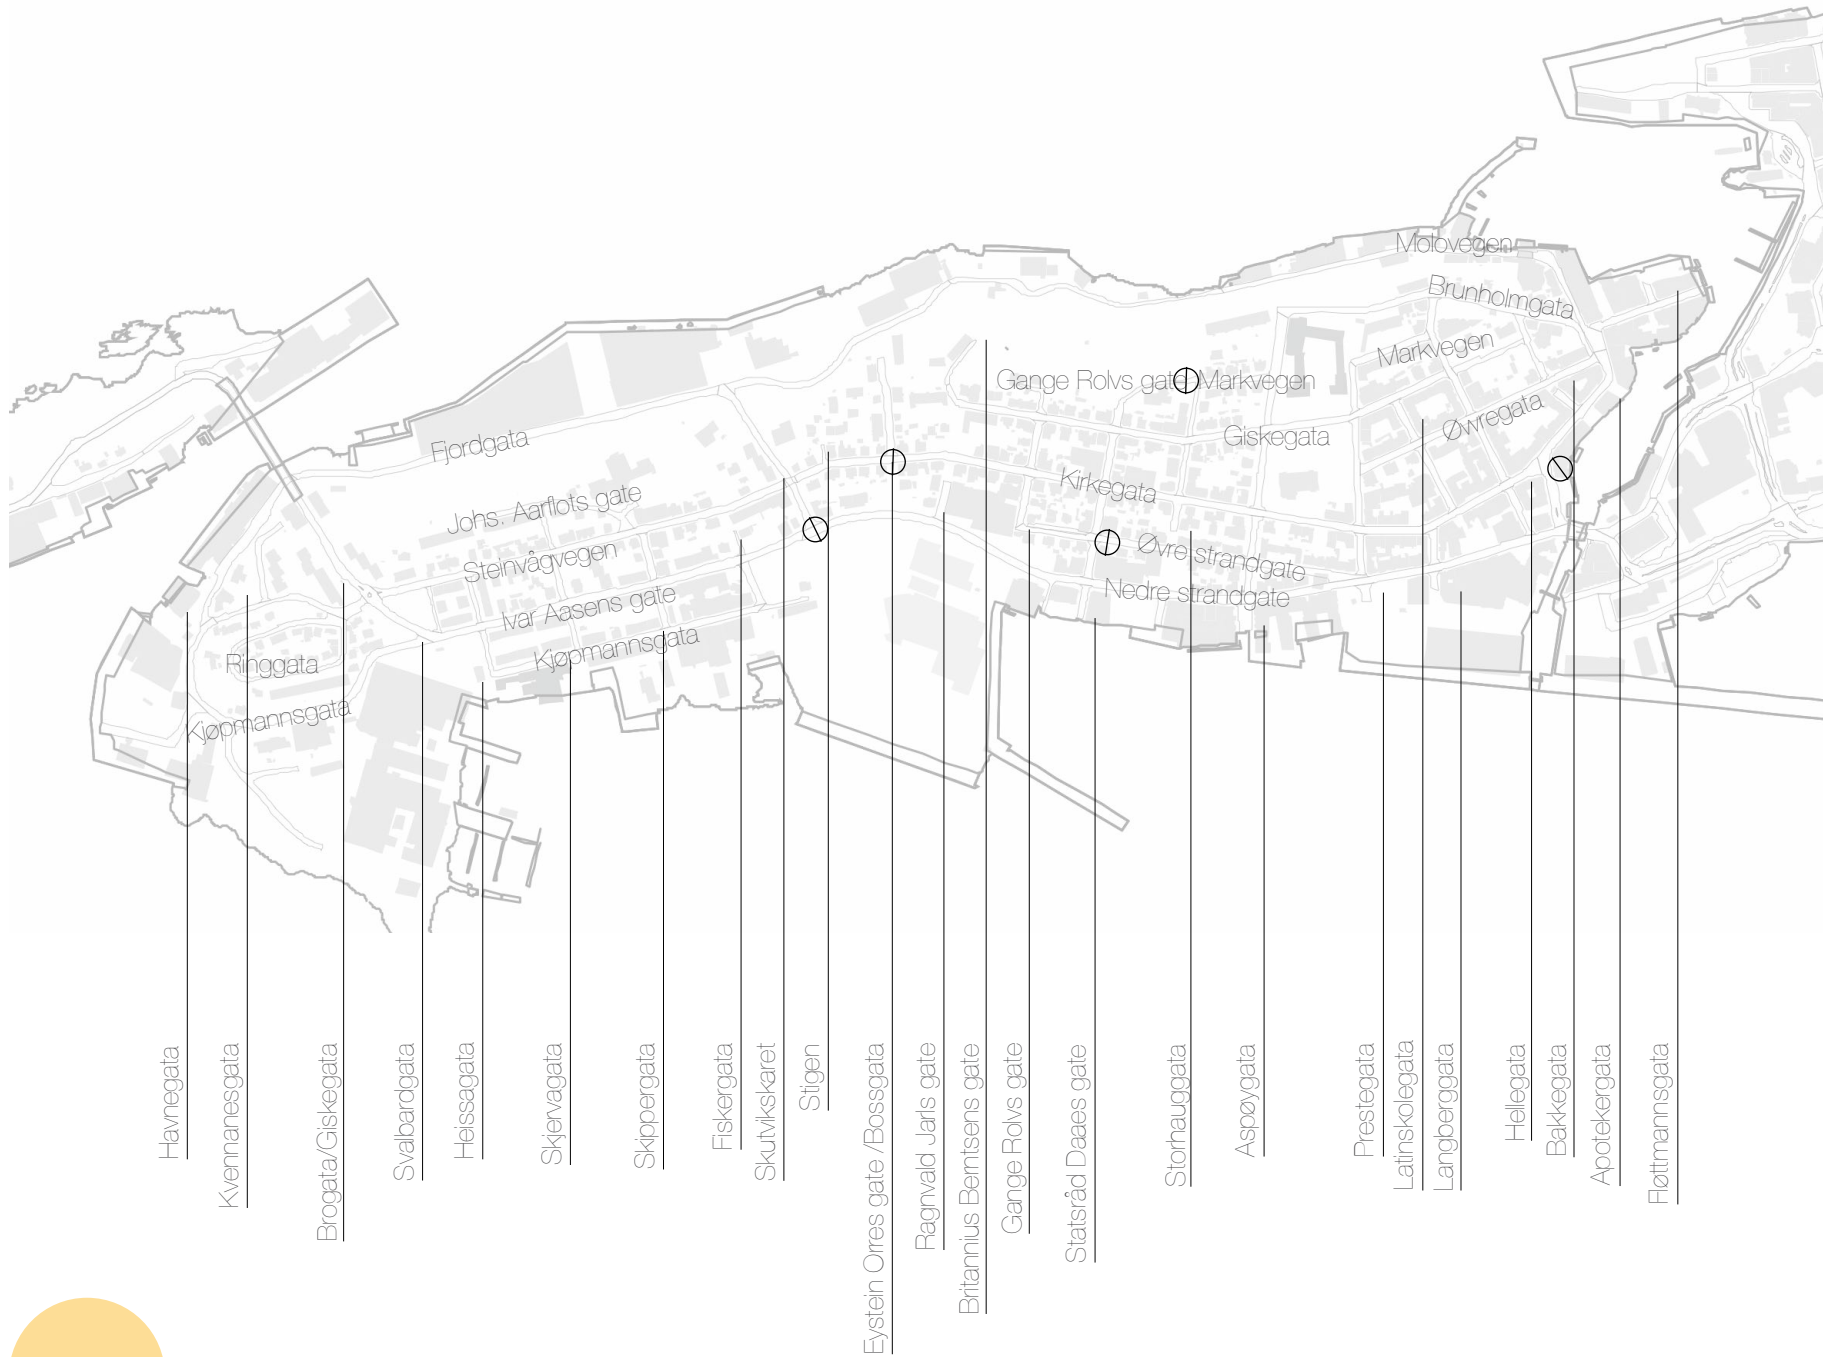 Molovegen
Brunholmgata
Markvegen
Gange Rolvs gate
Markvegen
Øwregata
Giskegata
Fjordgata
Kirkegata
Johs. Aarflots gate
Øvre strandgate
Steinvågvegen
Nedre strandgate
Ivar Aasens gate
Kjøpmannsgata
Ringgata
Kjøpmannsgata
Havnegata
Kvennanesgata
Brogata/Giskegata
Svalbardgata
Heissagata
Skjervagata
Skippergata
Fiskergata
Skutvikskaret
Stigen
Eystein Orres gate /Bossgata
Ragnvald Jarls gate
Britannius Berntsens gate
Gange Rolvs gate
Statsråd Daaes gate
Storhauggata
Aspøygata
Prestegata
Latinskolegata
Langberggata
Hellegata
Bakkegata
Apotekergata
Fløttmannsgata